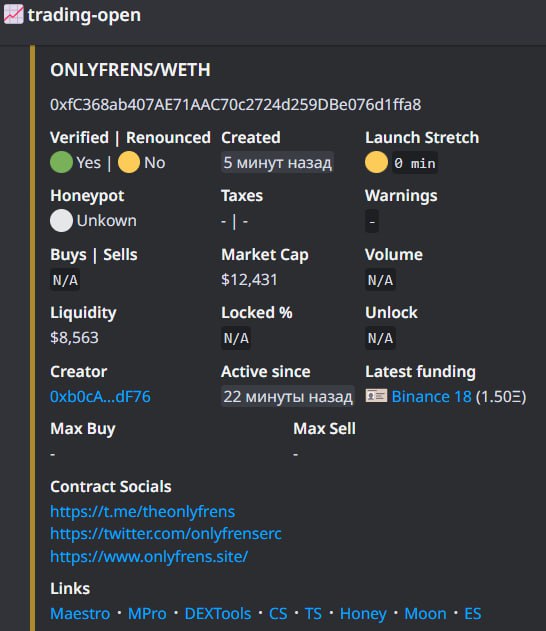 trading-open
ONLYFRENS/WETH
0xfC368ab407AE71AAC70c2724d259DBe076d1ffa8
Verified | Renounced Created Launch Stretch
Yes | No 5 минут назад 0 min
Honeypot Taxes Warnings
Unkown - | - -
Buys | Sells Market Cap Volume
N/A $12,431 N/A
Liquidity Locked % Unlock
$8,563 N/A N/A
Creator Active since Latest funding
0xb0cA...dF76 22 минуты назад Binance 18 (1.50Ξ)
Max Buy Max Sell
- -
Contract Socials
https://t.me/theonlyfrens
https://twitter.com/onlyfrenserc
https://www.onlyfrens.site/
Links
Maestro • MPro • DEXTools • CS • TS • Honey • Moon • ES